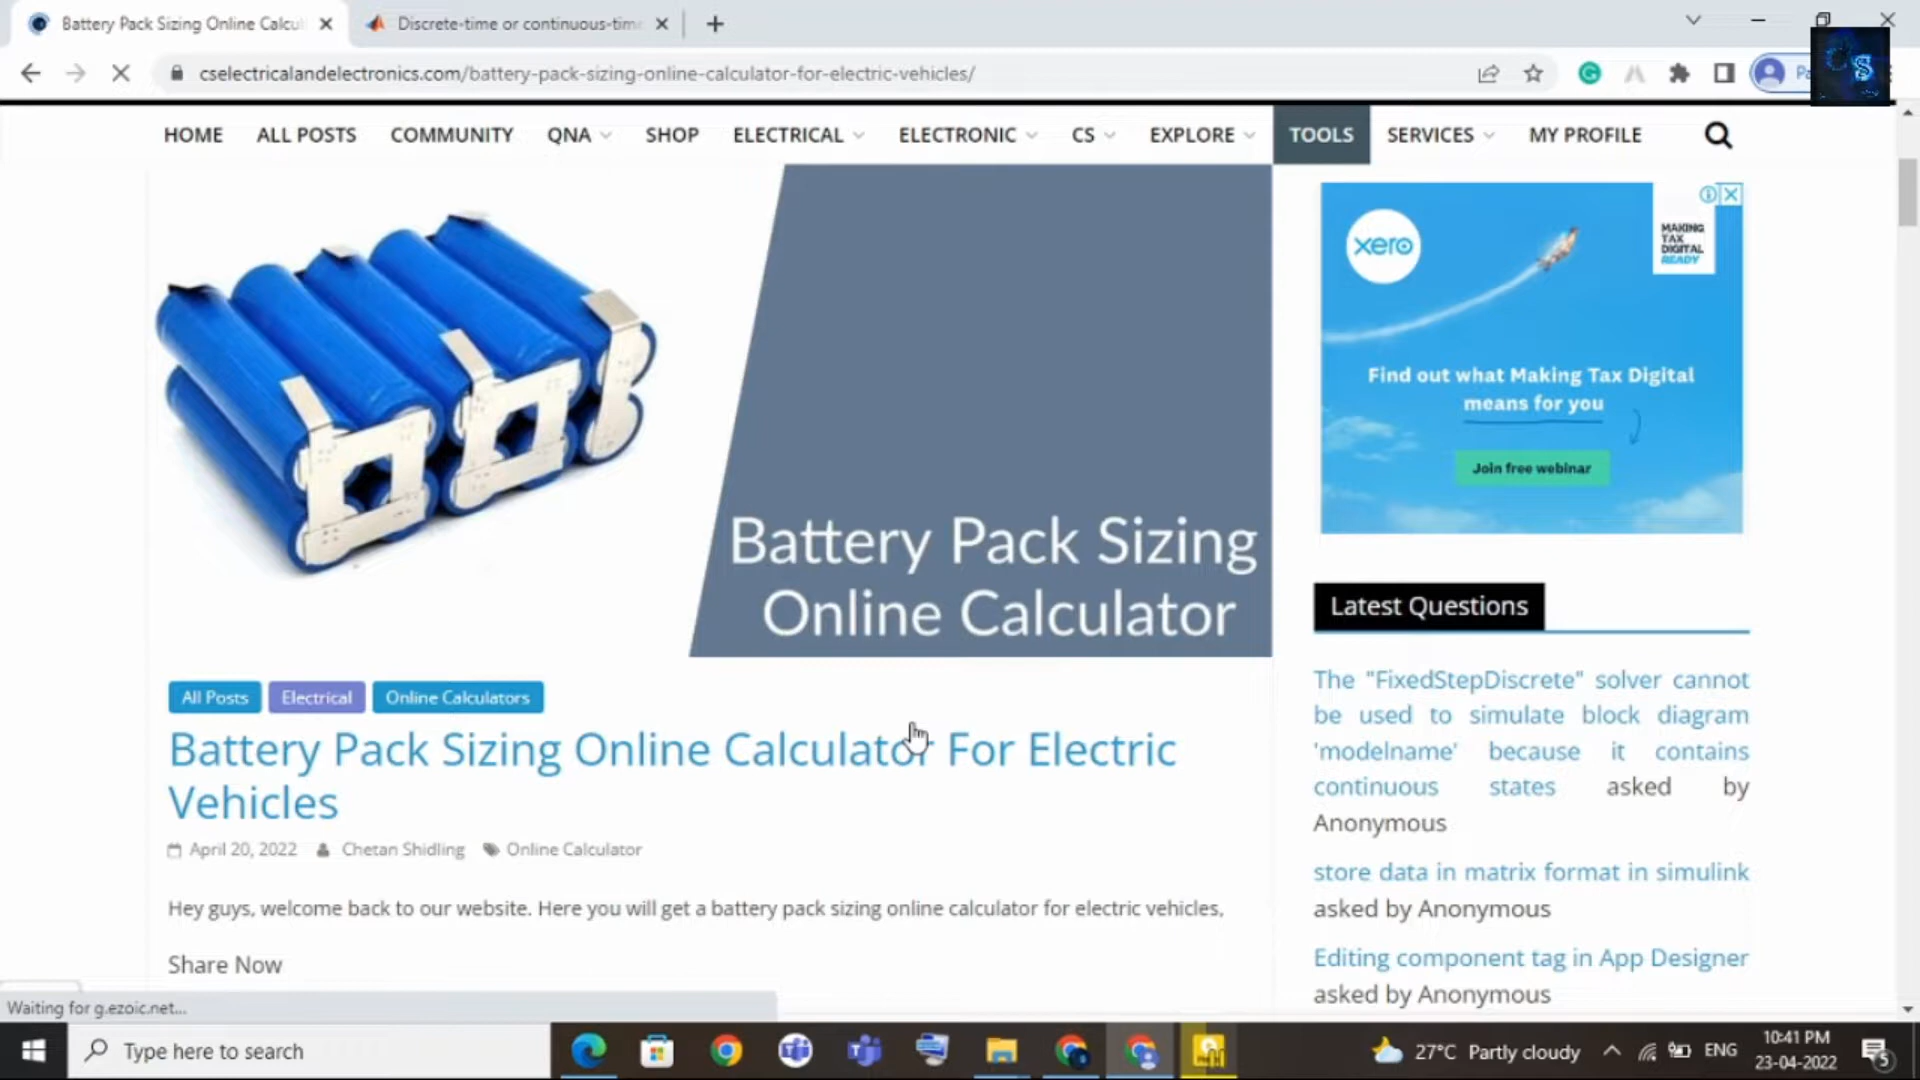 Battery Pack Sizing Online Calcu
Discrete-time or continuous-time
cselectricalandelectronics.com/battery-pack-sizing-online-calculator-for-electric-vehicles/
Pa
CS
HOME ALL POSTS COMMUNITY QNA SHOP ELECTRICAL ELECTRONIC CS EXPLORE TOOLS SERVICES MY PROFILE
xero
MAKING
TAX
DIGITAL
READY
Find out what Making Tax Digital
means for you
Join free webinar
Battery Pack Sizing
Online Calculator
All Posts Electrical Online Calculators
Battery Pack Sizing Online Calculator For Electric
Vehicles
April 20, 2022 Chetan Shidling Online Calculator
Hey guys, welcome back to our website. Here you will get a battery pack sizing online calculator for electric vehicles,
Share Now
Latest Questions
The "FixedStepDiscrete" solver cannot
be used to simulate block diagram
'modelname' because it contains
continuous states asked by
Anonymous
store data in matrix format in simulink
asked by Anonymous
Editing component tag in App Designer
asked by Anonymous
Waiting for g.ezoic.net...
Type here to search
27°C Partly cloudy
ENG
10:41 PM
23-04-2022
5